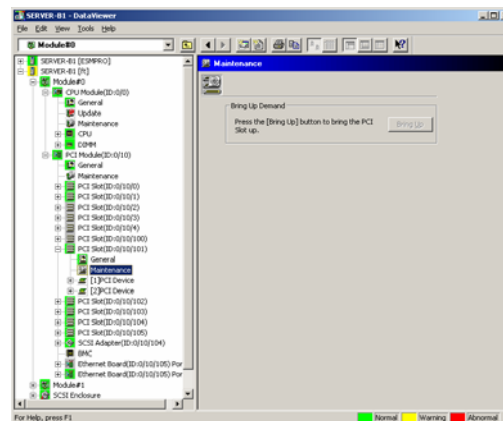 SERVER-B1 - DataViewer
File Edit View Tools Help
Module#0
SERVER-B1 [ESMPRO]
SERVER-B1 [ft]
Module#0
CPU Module(ID:0/0)
General
Update
Maintenance
CPU
DIMM
PCI Module(ID:0/10)
General
Maintenance
PCI Slot(ID:0/10/0)
PCI Slot(ID:0/10/1)
PCI Slot(ID:0/10/2)
PCI Slot(ID:0/10/3)
PCI Slot(ID:0/10/4)
PCI Slot(ID:0/10/100)
PCI Slot(ID:0/10/101)
General
Maintenance
[1]PCI Device
[2]PCI Device
PCI Slot(ID:0/10/102)
PCI Slot(ID:0/10/103)
PCI Slot(ID:0/10/104)
PCI Slot(ID:0/10/105)
SCSI Adapter(ID:0/10/104)
BMC
Ethernet Board(ID:0/10/105) Por
Ethernet Board(ID:0/10/105) Por
Module#1
SCSI Enclosure
Maintenance
Bring Up Demand
Press the [Bring Up] button to bring the PCI
Slot up.
Bring Up
For Help, press F1
Normal Warning Abnormal